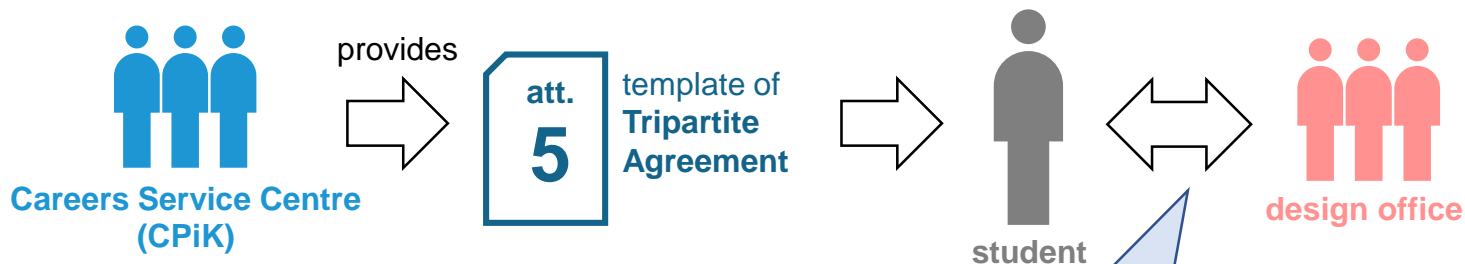 provides
att.
5
template of
Tripartite
Agreement
Careers Service Centre
(CPiK)
student
design office